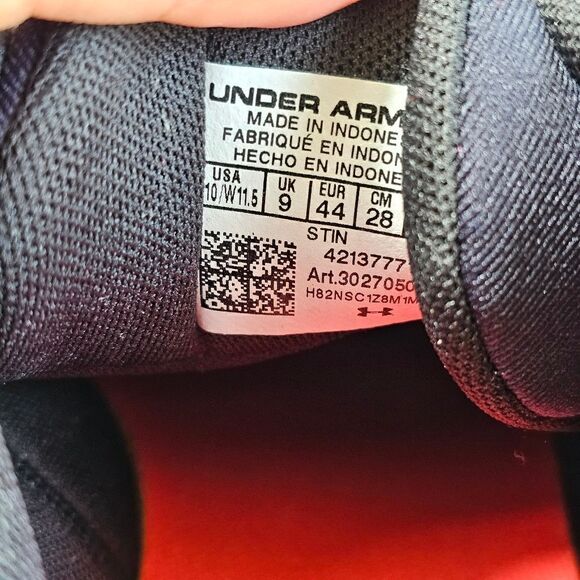 UNDER ARM
MADE IN INDONE
FABRIQUÉ EN INDON
HECHO EN INDONE
USA UK EUR CM
10/W11.5 9 44 28
STIN
4213777
Art.3027050
H82NSC1Z8M1M